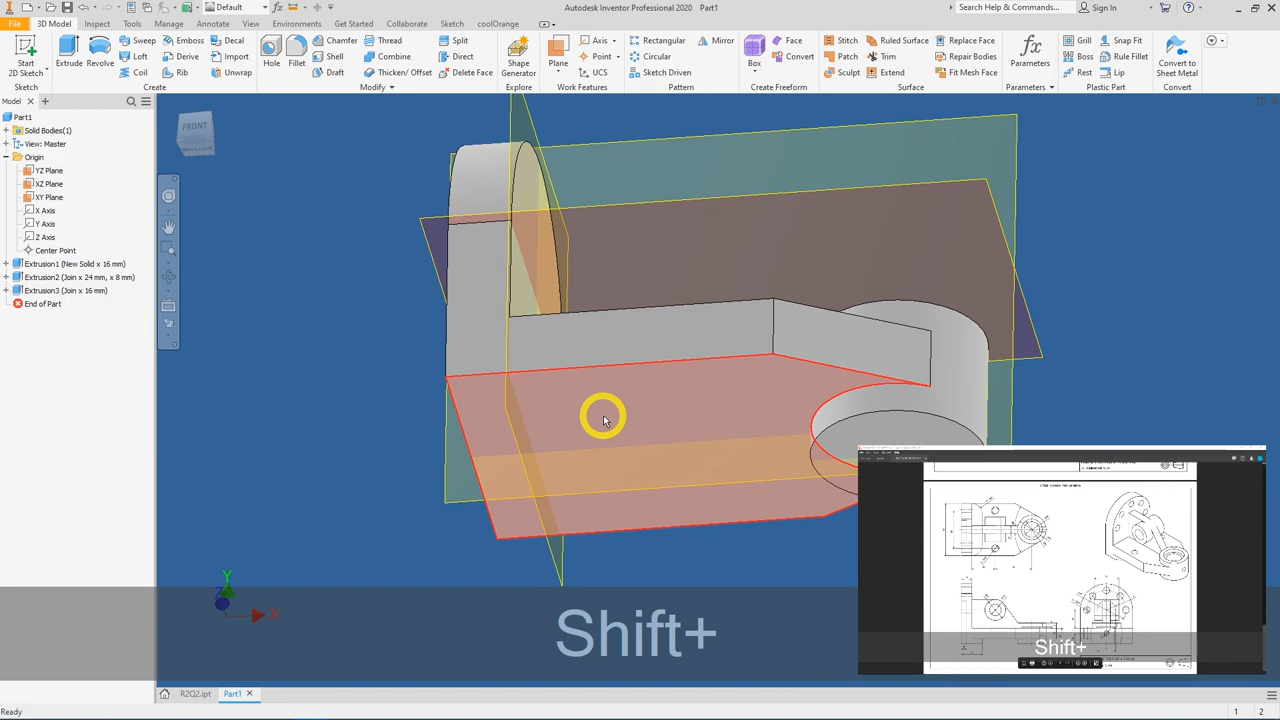 Default
Autodesk Inventor Professional 2020 Part1
Search Help & Commands...
Sign In
File
3D Model
Sketch
Inspect
Tools
Manage
Annotate
View
Environments
Get Started
Collaborate
Sketch
coolOrange
Start
2D Sketch
Sketch
Extrude
Revolve
Sweep
Loft
Coil
Emboss
Derive
Rib
Decal
Import
Unwrap
Create
Hole
Fillet
Chamfer
Shell
Draft
Thread
Combine
Thicken/ Offset
Split
Direct
Delete Face
Modify
Shape
Generator
Explore
Plane
Axis
Point
UCS
Work Features
Rectangular
Circular
Sketch Driven
Mirror
Pattern
Box
Face
Convert
Create Freeform
Stitch
Patch
Sculpt
Ruled Surface
Trim
Extend
Replace Face
Repair Bodies
Fit Mesh Face
Surface
fx
Parameters
Parameters
Grill
Boss
Rest
Snap Fit
Rule Fillet
Lip
Plastic Part
Convert to
Sheet Metal
Convert
Model
Part1
Solid Bodies(1)
View: Master
Origin
YZ Plane
XZ Plane
XY Plane
X Axis
Y Axis
Z Axis
Center Point
Extrusion1 (New Solid x 16 mm)
Extrusion2 (Join x 24 mm, x 8 mm)
Extrusion3 (Join x 16 mm)
End of Part
FRONT
Y
Z
X
Shift+
Shift+
R2Q2.ipt
Part1
Ready
1
2